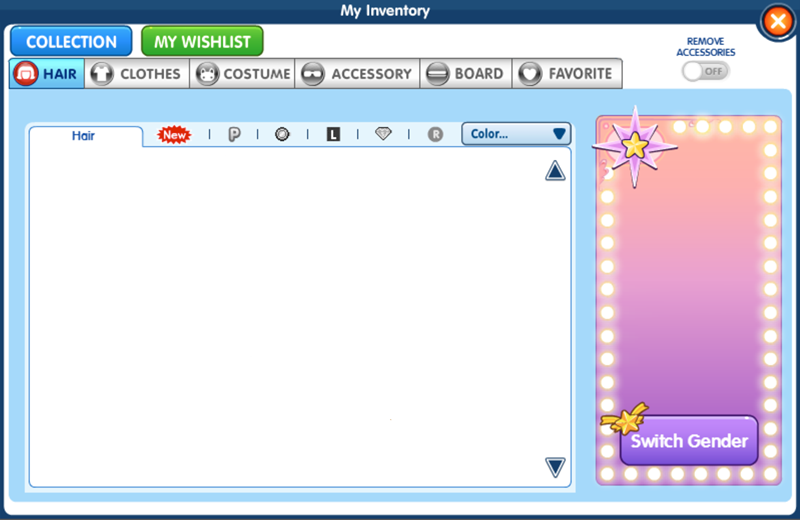 My Inventory
COLLECTION
MY WISHLIST
REMOVE
ACCESSORIES
OFF
HAIR
CLOTHES
COSTUME
ACCESSORY
BOARD
FAVORITE
Hair
New
P
L
R
Color...
Switch Gender